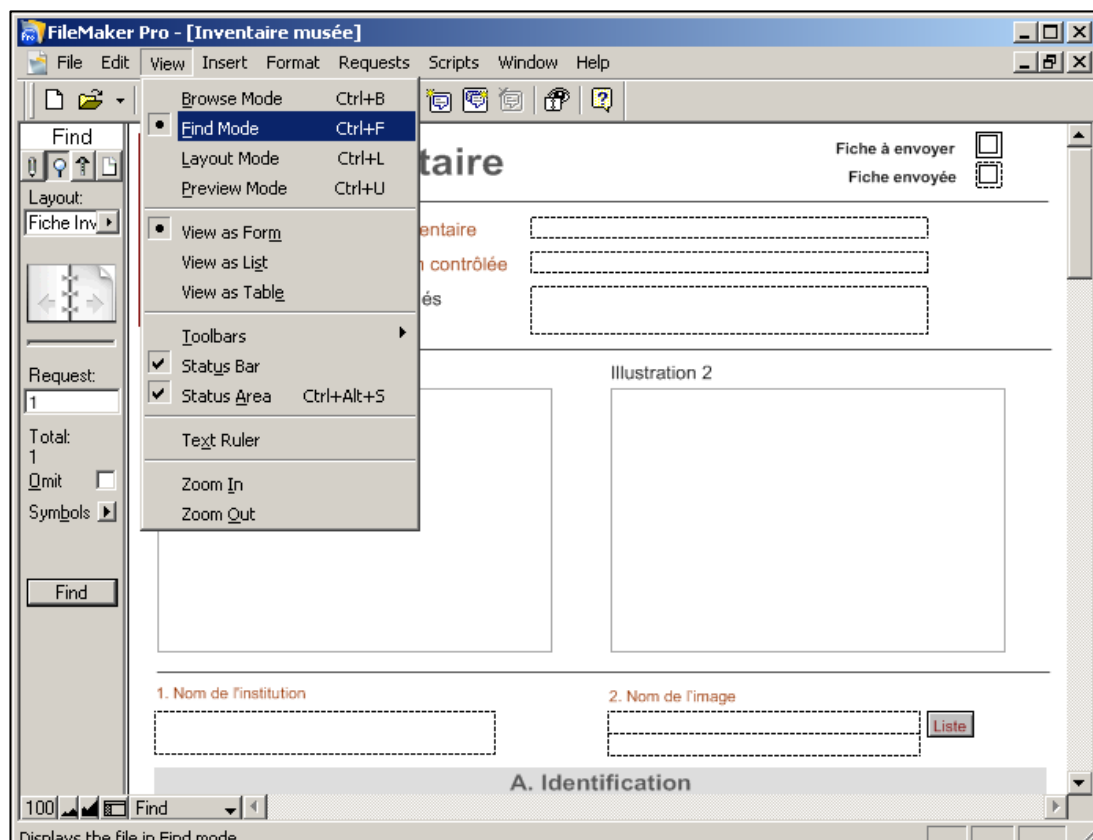 FileMaker Pro - [Inventaire musée]
File Edit View Insert Format Requests Scripts Window Help
Browse Mode Ctrl+B
Find Mode Ctrl+F
Layout Mode Ctrl+L
Preview Mode Ctrl+U
View as Form
View as List
View as Table
Toolbars
Status Bar
Status Area Ctrl+Alt+S
Text Ruler
Zoom In
Zoom Out
Find
Layout:
Fiche Inv
Request:
1
Total:
1
Omit
Symbols
Find
taire
Fiche à envoyer
Fiche envoyée
entaire
n contrôlée
és
Illustration 2
1. Nom de l'institution
2. Nom de l'image
Liste
A. Identification
100 Find
Displays the file in Find mode